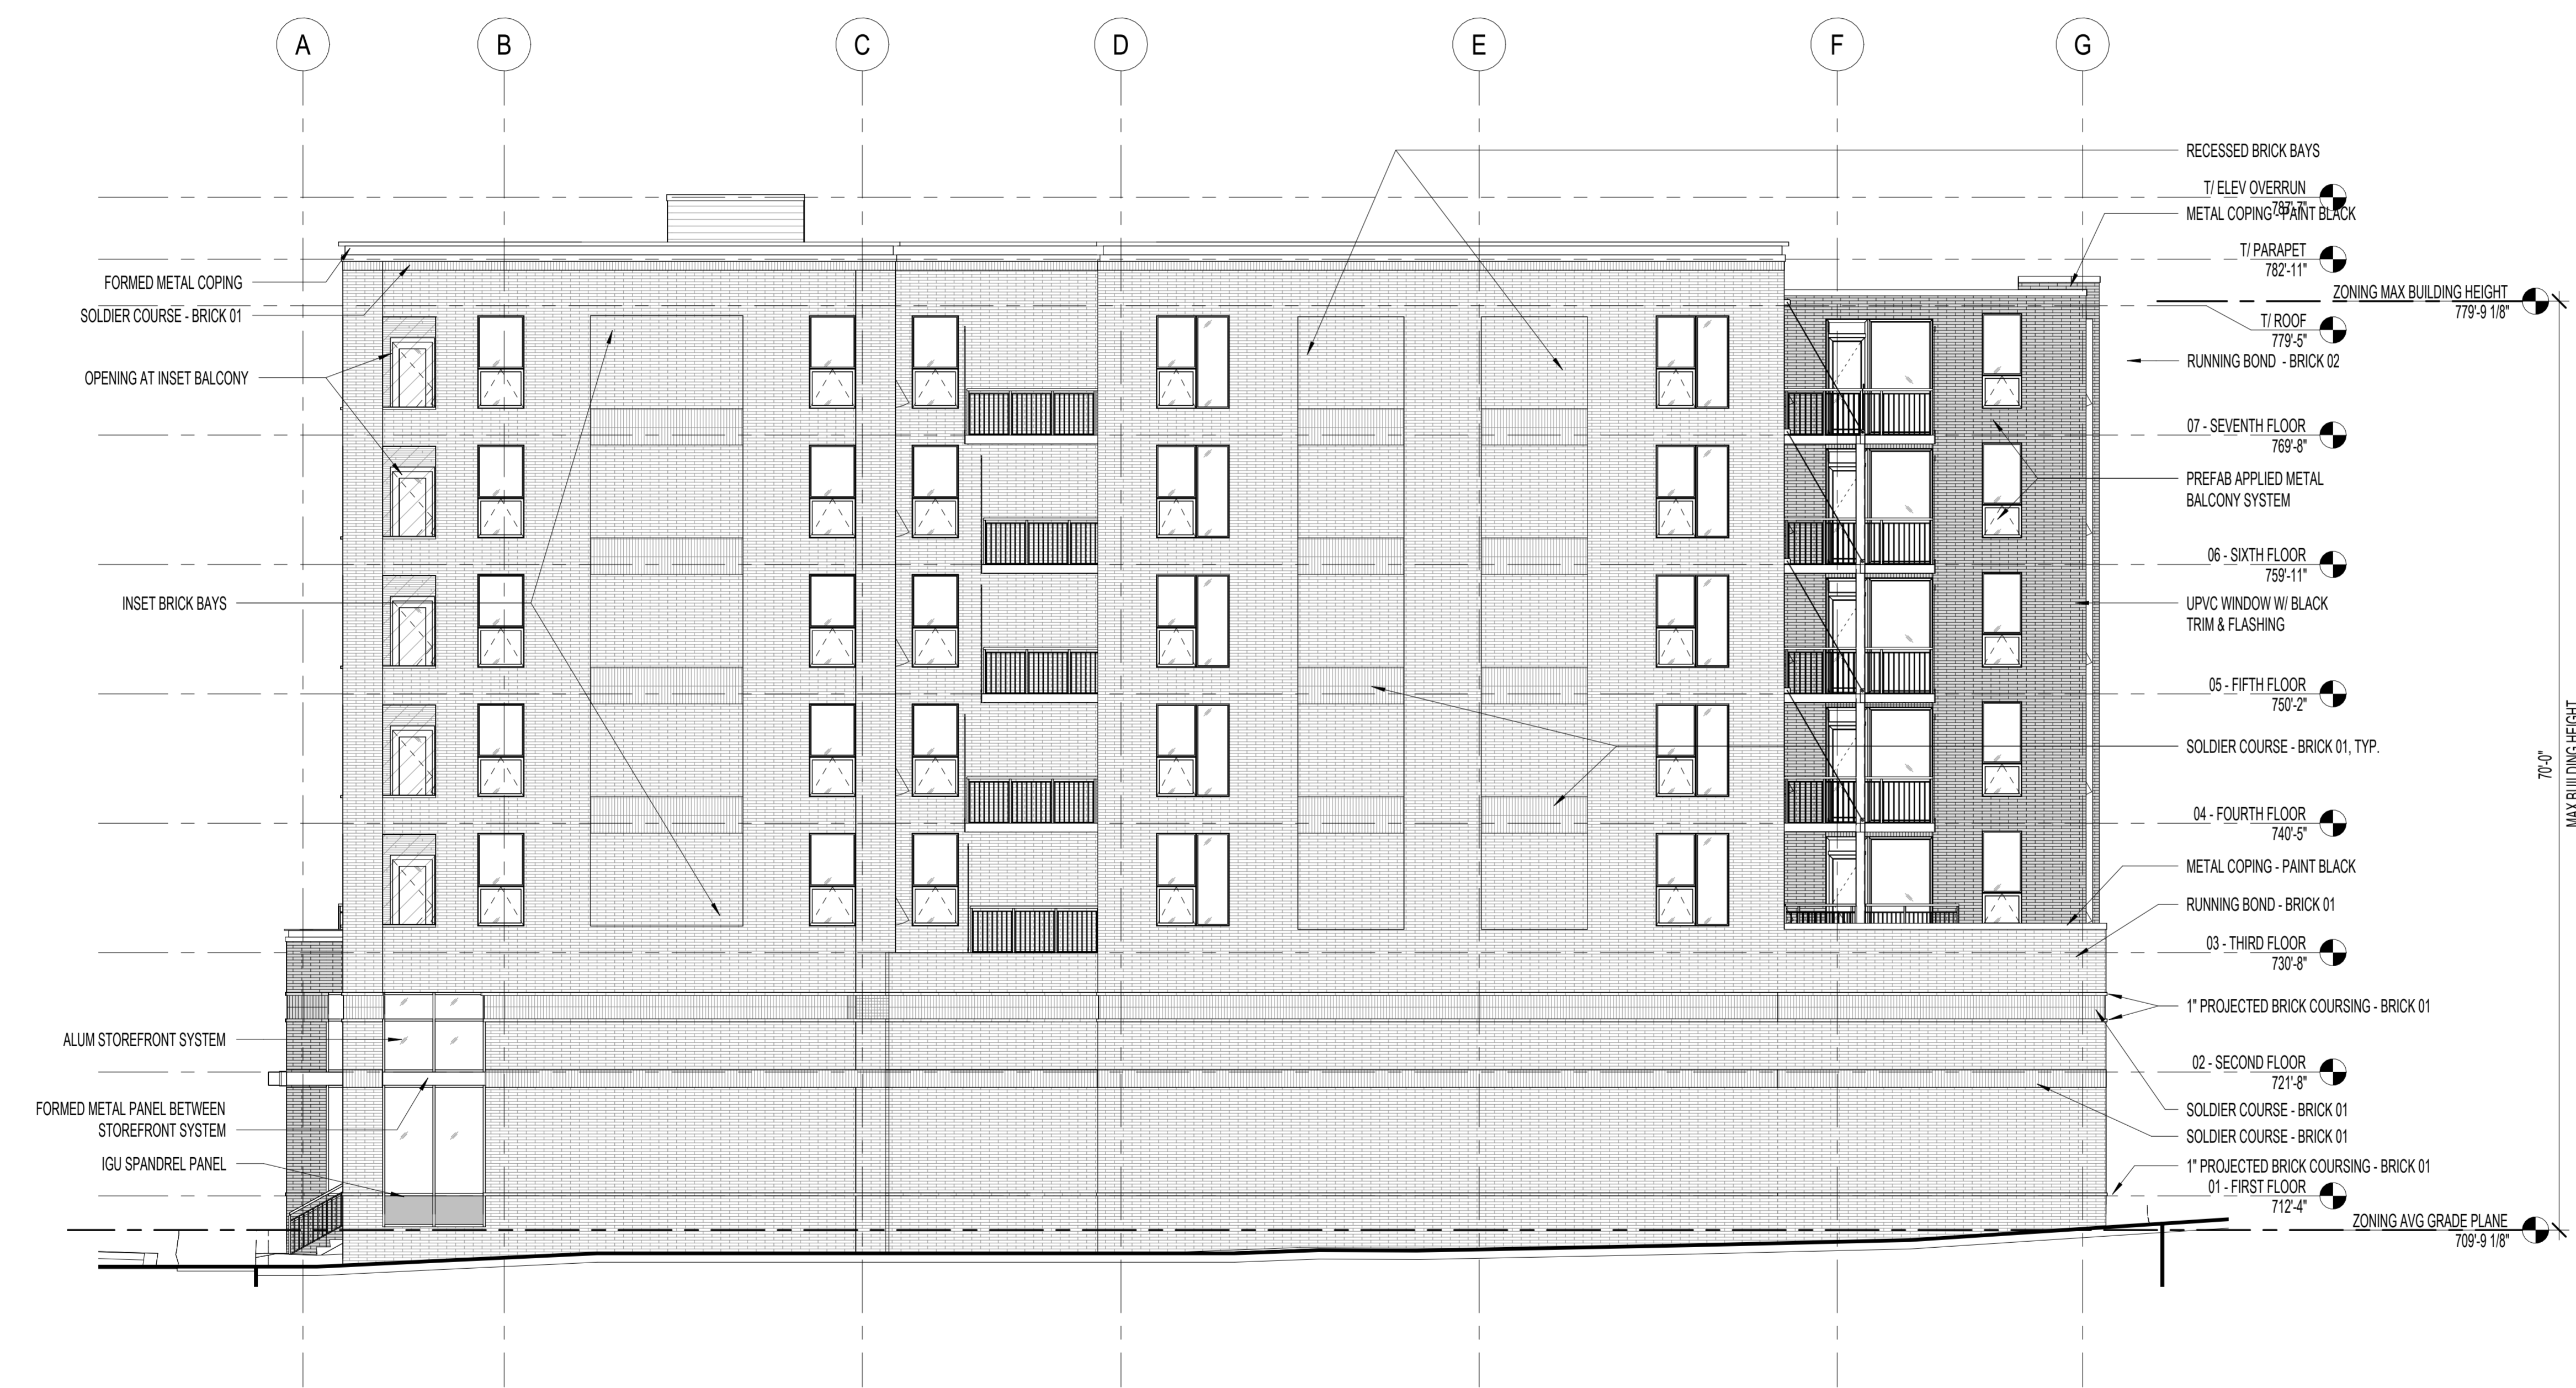 A
B
C
D
E
F
G
RECESSED BRICK BAYS
T/ ELEV OVERRUN
787'-7"
METAL COPING - PAINT BLACK
T/ PARAPET
782'-11"
ZONING MAX BUILDING HEIGHT
779'-9 1/8"
T/ ROOF
779'-5"
RUNNING BOND - BRICK 02
07 - SEVENTH FLOOR
769'-8"
PREFAB APPLIED METAL
BALCONY SYSTEM
06 - SIXTH FLOOR
759'-11"
UPVC WINDOW W/ BLACK
TRIM & FLASHING
05 - FIFTH FLOOR
750'-2"
SOLDIER COURSE - BRICK 01, TYP.
70'-0"
MAX BUILDING HEIGHT
04 - FOURTH FLOOR
740'-5"
METAL COPING - PAINT BLACK
RUNNING BOND - BRICK 01
03 - THIRD FLOOR
730'-8"
1" PROJECTED BRICK COURSING - BRICK 01
02 - SECOND FLOOR
721'-8"
SOLDIER COURSE - BRICK 01
SOLDIER COURSE - BRICK 01
1" PROJECTED BRICK COURSING - BRICK 01
01 - FIRST FLOOR
712'-4"
ZONING AVG GRADE PLANE
709'-9 1/8"
FORMED METAL COPING
SOLDIER COURSE - BRICK 01
OPENING AT INSET BALCONY
INSET BRICK BAYS
ALUM STOREFRONT SYSTEM
FORMED METAL PANEL BETWEEN
STOREFRONT SYSTEM
IGU SPANDREL PANEL